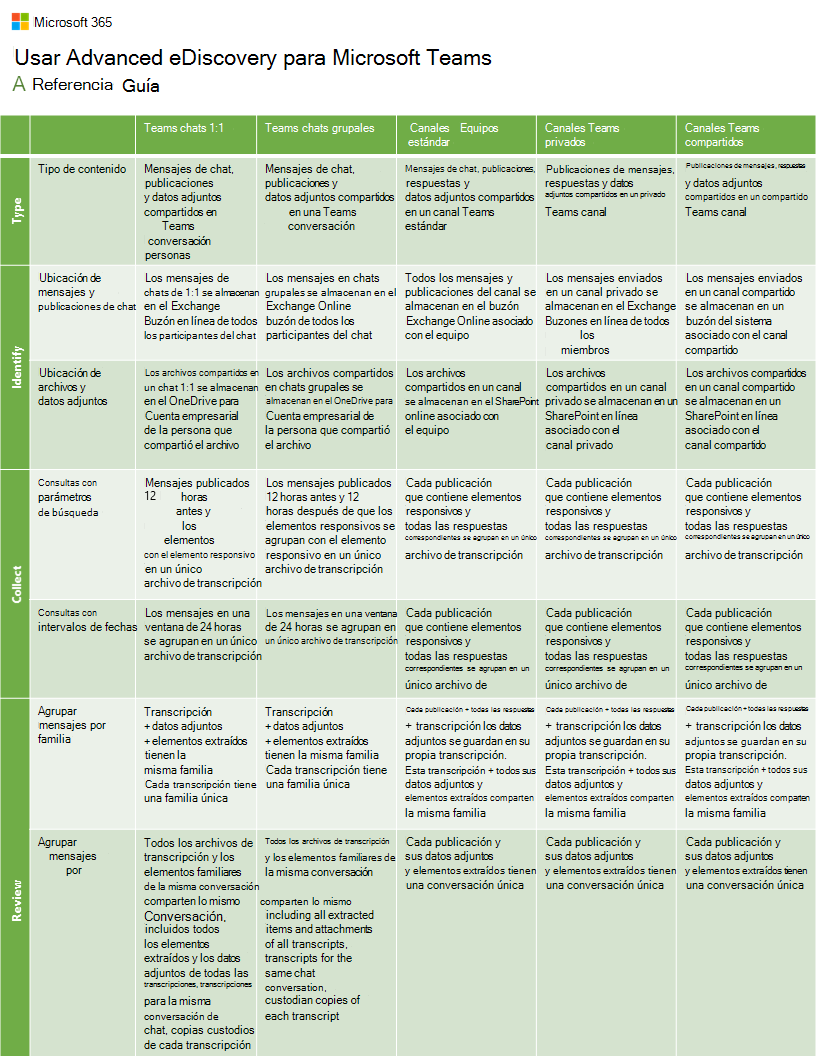 Microsoft 365
Usar Advanced eDiscovery para Microsoft Teams
A Referencia Guía
Teams chats 1:1
Teams chats grupales
Canales Equipos
estándar
Canales Teams
privados
Canales Teams
compartidos
Type
Tipo de contenido
Mensajes de chat,
publicaciones
y datos adjuntos
compartidos en
Teams
conversación
personas
Mensajes de chat,
publicaciones y
datos adjuntos compartidos
en una Teams
conversación
Mensajes de chat, publicaciones,
respuestas y
datos adjuntos compartidos
en un canal Teams
estándar
Publicaciones de mensajes,
respuestas y datos
adjuntos compartidos en un privado
Teams canal
Publicaciones de mensajes, respuestas
y datos adjuntos
compartidos en un compartido
Teams canal
Identify
Ubicación de
mensajes y
publicaciones de chat
Los mensajes de
chats de 1:1 se almacenan
en el Exchange
Buzón en línea de todos
los participantes del chat
Los mensajes en chats
grupales se almacenan en el
Exchange Online
buzón de todos los
participantes del chat
Todos los mensajes y
publicaciones del canal se
almacenan en el buzón
Exchange Online asociado
con el equipo
Los mensajes enviados
en un canal privado se
almacenan en el Exchange
Buzones en línea de todos
los
miembros
Los mensajes enviados
en un canal compartido
se almacenan en un
buzón del sistema
asociado con el canal
compartido
Ubicación de
archivos y
datos adjuntos
Los archivos compartidos en
un chat 1:1 se almacenan
en el OneDrive para
Cuenta empresarial
de la persona que
compartió el archivo
Los archivos compartidos
en chats grupales se
almacenan en el OneDrive para
Cuenta empresarial de
la persona que compartió
el archivo
Los archivos
compartidos en un canal
se almacenan en el SharePoint
online asociado con
el equipo
Los archivos
compartidos en un canal
privado se almacenan en un
SharePoint en línea
asociado con el
canal privado
Los archivos compartidos
en un canal compartido
se almacenan en un
SharePoint en línea
asociado con el
canal compartido
Collect
Consultas con
parámetros
de búsqueda
Mensajes publicados
12 horas
antes y
los
elementos
con el elemento responsivo
en un único
archivo de transcripción
Los mensajes publicados
12 horas antes y 12
horas después de que los
elementos responsivos se
agrupan con el elemento
responsivo en un único
archivo de transcripción
Cada publicación
que contiene elementos
responsivos y
todas las respuestas
correspondientes se agrupan en un único
archivo de transcripción
Cada publicación
que contiene elementos
responsivos y
todas las respuestas
correspondientes se agrupan en un único
archivo de transcripción
Cada publicación
que contiene elementos
responsivos y
todas las respuestas
correspondientes se agrupan en un único
archivo de transcripción
Consultas con
intervalos de fechas
Los mensajes en una
ventana de 24 horas
se agrupan en un único
archivo de transcripción
Los mensajes en una ventana
de 24 horas se agrupan en
un único archivo de transcripción
Cada publicación
que contiene elementos
responsivos y
todas las respuestas
correspondientes se agrupan en un
único archivo de
Cada publicación
que contiene elementos
responsivos y
todas las respuestas
correspondientes se agrupan en un
único archivo de
Cada publicación
que contiene elementos
responsivos y
todas las respuestas
correspondientes se agrupan en un
único archivo de
Review
Agrupar
mensajes por
familia
Transcripción
+ datos adjuntos
+ elementos extraídos
tienen la
misma familia
Cada transcripción tiene
una familia única
Transcripción
+ datos adjuntos
+ elementos extraídos
tienen la misma familia
Cada transcripción tiene
una familia única
Cada publicación + todas las respuestas
+ transcripción los datos
adjuntos se guardan en su
propia transcripción.
Esta transcripción + todos sus
datos adjuntos y
elementos extraídos comparten
la misma familia
Cada publicación + todas las respuestas
+ transcripción los datos
adjuntos se guardan en su
propia transcripción.
Esta transcripción + todos sus
datos adjuntos y
elementos extraídos comparten
la misma familia
Cada publicación + todas las respuestas
+ transcripción los datos
adjuntos se guardan en su
propia transcripción.
Esta transcripción + todos sus
datos adjuntos y
elementos extraídos comparten
la misma familia
Agrupar
mensajes
por
Todos los archivos de
transcripción y los
elementos familiares
de la misma conversación
comparten lo mismo
Conversación,
incluidos todos
los elementos
extraídos y los datos
adjuntos de todas las
transcripciones, transcripciones
para la misma
conversación de
chat, copias custodios
de cada transcripción
Todos los archivos de transcripción
y los elementos familiares de
la misma conversación
comparten lo mismo
including all extracted
items and attachments
of all transcripts,
transcripts for the
same chat
conversation,
custodian copies of
each transcript
Cada publicación y
sus datos adjuntos
y elementos extraídos tienen
una conversación única
Cada publicación y
sus datos adjuntos
y elementos extraídos tienen
una conversación única
Cada publicación y
sus datos adjuntos
y elementos extraídos tienen
una conversación única